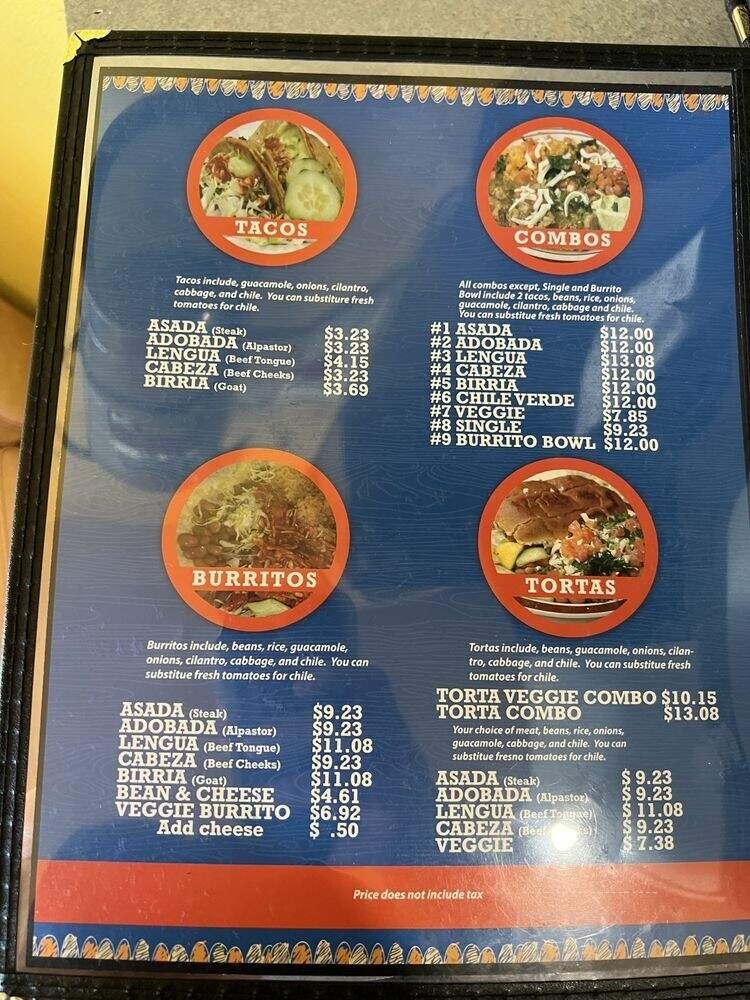 TACOS
Tacos include, guacamole, onions, cilantro,
cabbage, and chile. You can substiture fresh
tomatoes for chile.
ASADA (Steak) $3.23
ADOBADA (Alpastor) $3.23
LENGUA (Beef Tongue) $4.15
CABEZA (Beef Cheeks) $3.23
BIRRIA (Goat) $3.69
COMBOS
All combos except, Single and Burrito
Bowl include 2 tacos, beans, rice, onions,
guacamole, cilantro, cabbage and chile.
You can substitue fresh tomatoes for chile.
#1 ASADA $12.00
#2 ADOBADA $12.00
#3 LENGUA $13.08
#4 CABEZA $12.00
#5 BIRRIA $12.00
#6 CHILE VERDE $12.00
#7 VEGGIE $7.85
#8 SINGLE $9.23
#9 BURRITO BOWL $12.00
BURRITOS
Burritos include, beans, rice, guacamole,
onions, cilantro, cabbage, and chile. You can
substitue fresh tomatoes for chile.
ASADA (Steak) $9.23
ADOBADA (Alpastor) $9.23
LENGUA (Beef Tongue) $11.08
CABEZA (Beef Cheeks) $9.23
BIRRIA (Goat) $11.08
BEAN & CHEESE $4.61
VEGGIE BURRITO $6.92
Add cheese $ .50
TORTAS
Tortas include, beans, guacamole, onions, cilan-
tro, cabbage, and chile. You can substitue fresh
tomatoes for chile.
TORTA VEGGIE COMBO $10.15
TORTA COMBO $13.08
Your choice of meat, beans, rice, onions,
guacamole, cabbage, and chile. You can
substitue fresno tomatoes for chile.
ASADA (Steak) $ 9.23
ADOBADA (Alpastor) $ 9.23
LENGUA (Beef Tongue) $ 11.08
CABEZA (Beef $ 9.23
VEGGIE $ 7.38
Price does not include tax